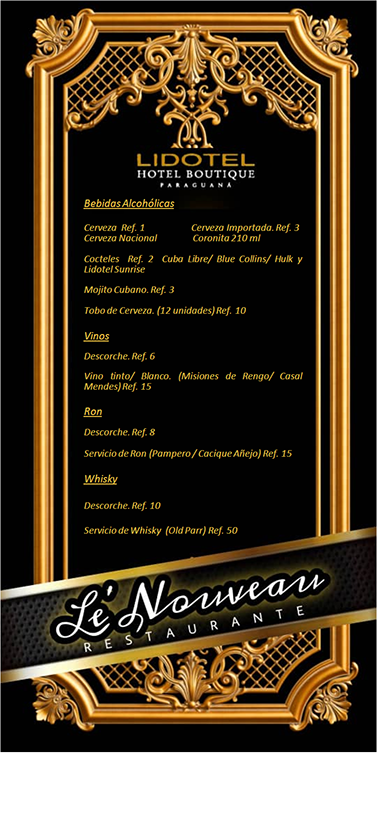 LIDOTEL
HOTEL BOUTIQUE
PARAGUANÁ
Bebidas Alcohólicas
Cerveza Ref. 1 Cerveza Importada. Ref. 3
Cerveza Nacional Coronita 210 ml
Cocteles Ref. 2 Cuba Libre/ Blue Collins/ Hulk y
Lidotel Sunrise
Mojito Cubano. Ref. 3
Tobo de Cerveza. (12 unidades) Ref. 10
Vinos
Descorche. Ref. 6
Vino tinto/ Blanco. (Misiones de Rengo/ Casal
Mendes) Ref. 15
Ron
Descorche. Ref. 8
Servicio de Ron (Pampero / Cacique Añejo) Ref. 15
Whisky
Descorche. Ref. 10
Servicio de Whisky (Old Parr) Ref. 50
Le' Nouveau
RESTAURANTE